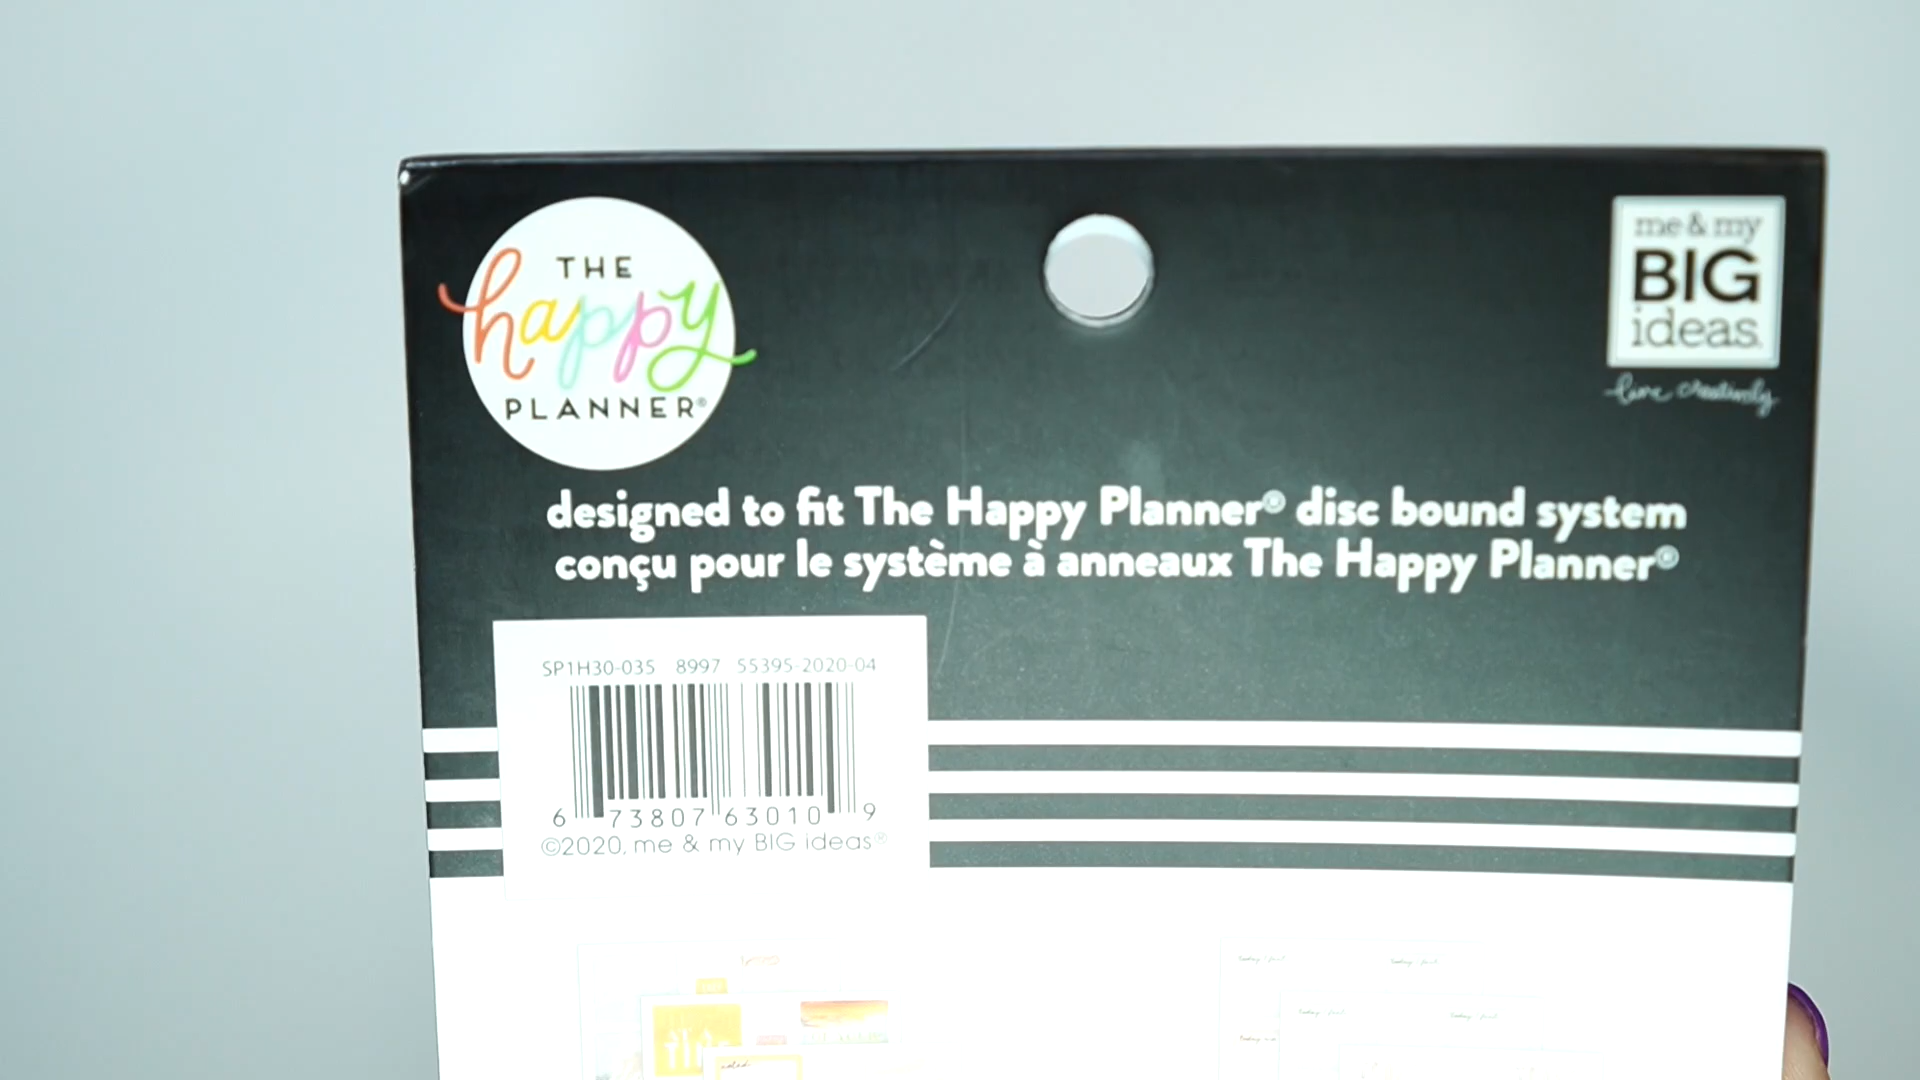 THE
happy
PLANNER®
me & my
BIG
ideas.
live creatively
designed to fit The Happy Planner® disc bound system
conçu pour le système à anneaux The Happy Planner®
SP1H30-035 8997 55395-2020-04
6 73807 63010 9
©2020, me & my BIG ideas®